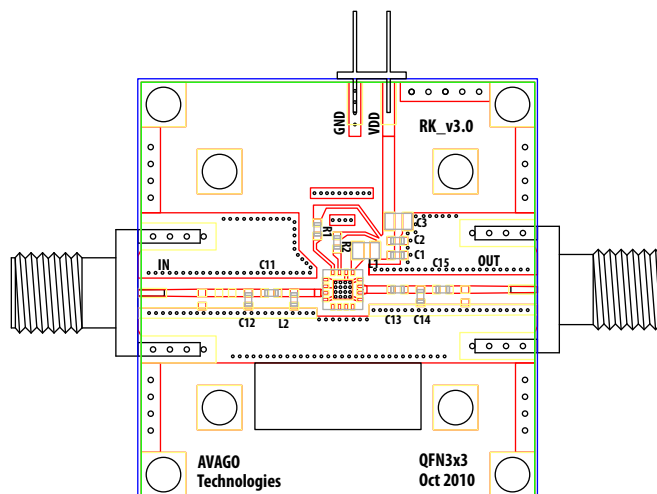 GND
VDD
RK_v3.0
R1
C3
R2
C2
C1
L1
IN
C11
C15
OUT
C12
L2
C13
C14
AVAGO
Technologies
QFN3x3
Oct 2010